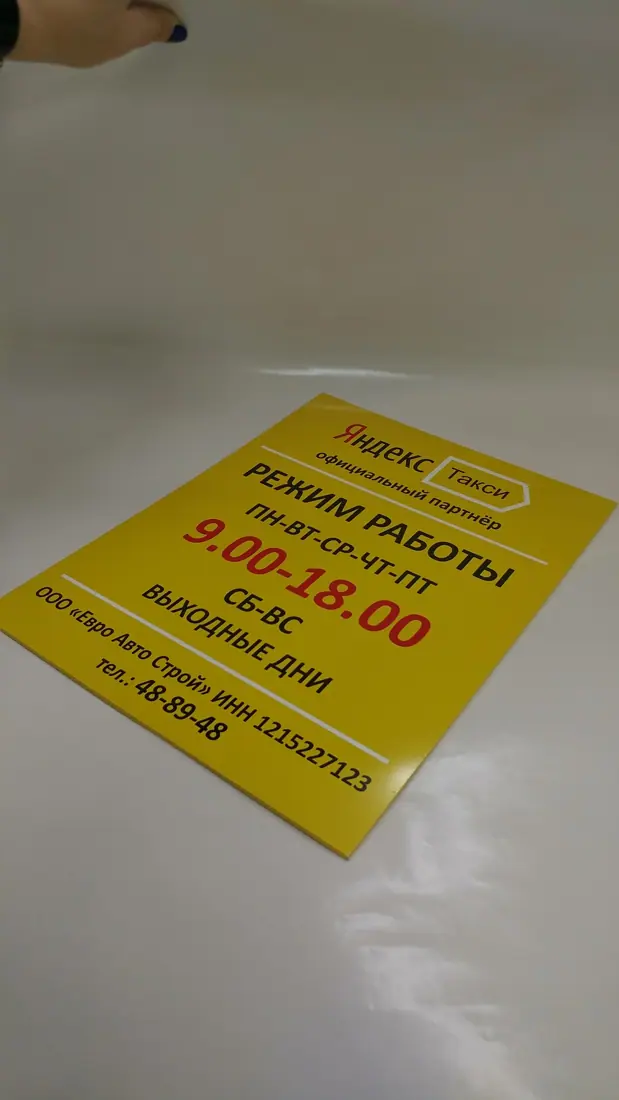 Яндекс Такси
официальный партнёр
РЕЖИМ РАБОТЫ
ПН-ВТ-СР-ЧТ-ПТ
9.00-18.00
СБ-ВС
ВЫХОДНЫЕ ДНИ
ООО «Евро Авто Строй» ИНН 1215227123
тел.: 48-89-48